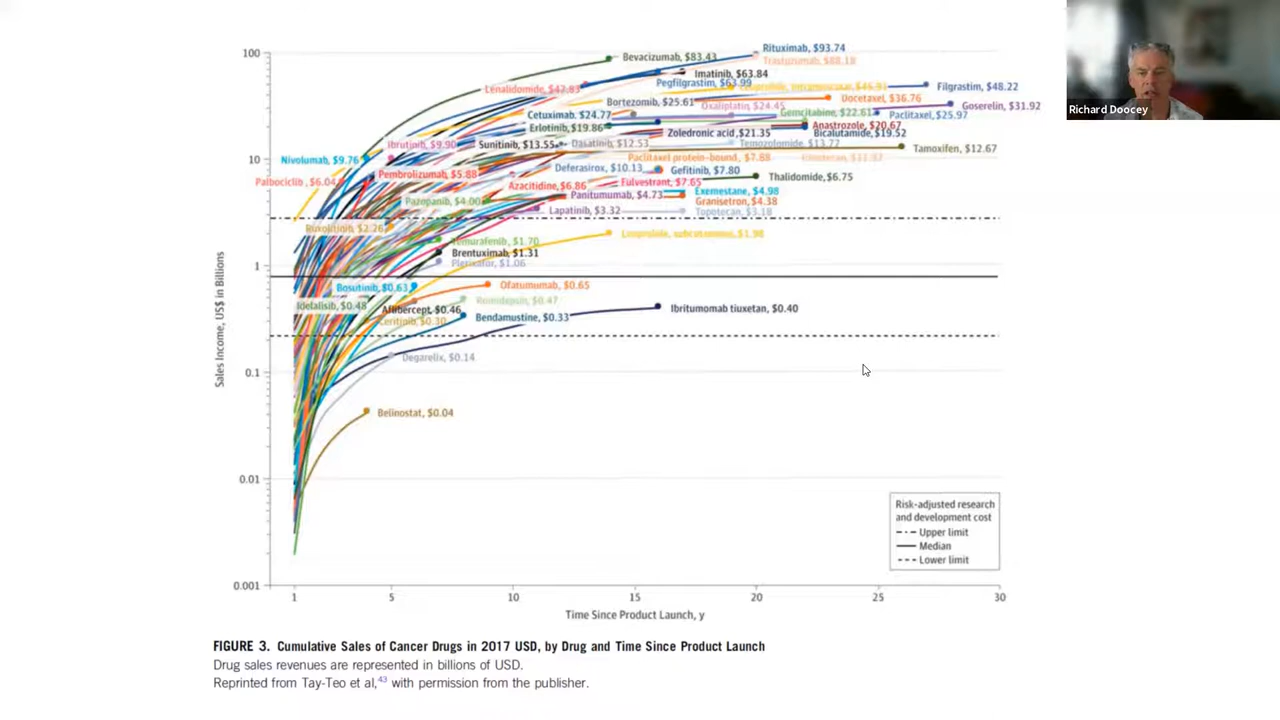 Richard Doocey
100
10
1
0.1
0.01
0.001
Sales Income, US$ in Billions
Bevacizumab, $83.43
Rituximab, $93.74
Trastuzumab, $88.18
Imatinib, $63.84
Pegfilgrastim, $63.99
Lenalidomide, $47.83
Filgrastim, $48.22
Bortezomib, $25.61
Oxaliplatin, $24.45
Docetaxel, $36.76
Goserelin, $31.92
Cetuximab, $24.77
Gemcitabine, $22.61
Paclitaxel, $25.97
Erlotinib, $19.86
Anastrozole, $20.67
Zoledronic acid, $21.35
Bicalutamide, $19.52
Ibrutinib, $9.90
Sunitinib, $13.55
Dasatinib, $12.53
Temozolomide, $13.77
Tamoxifen, $12.67
Nivolumab, $9.76
Paclitaxel protein-bound, $7.88
Deferasirox, $10.13
Gefitinib, $7.80
Pembrolizumab, $5.88
Thalidomide, $6.75
Palbociclib, $6.04
Azacitidine, $6.86
Fulvestrant, $7.65
Exemestane, $4.98
Panitumumab, $4.73
Granisetron, $4.38
Pazopanib, $4.00
Lapatinib, $3.32
Topotecan, $3.18
Ruxolitinib, $2.26
Vemurafenib, $1.70
Brentuximab, $1.31
Plerixafor, $1.06
Bosutinib, $0.63
Ofatumumab, $0.65
Idelalisib, $0.48
Romidepsin, $0.47
Aflibercept, $0.46
Ibritumomab tiuxetan, $0.40
Ceritinib, $0.30
Bendamustine, $0.33
Degarelix, $0.14
Belinostat, $0.04
Risk-adjusted research
and development cost
Upper limit
Median
Lower limit
1 5 10 15 20 25 30
Time Since Product Launch, y
FIGURE 3. Cumulative Sales of Cancer Drugs in 2017 USD, by Drug and Time Since Product Launch
Drug sales revenues are represented in billions of USD.
Reprinted from Tay-Teo et al,43 with permission from the publisher.